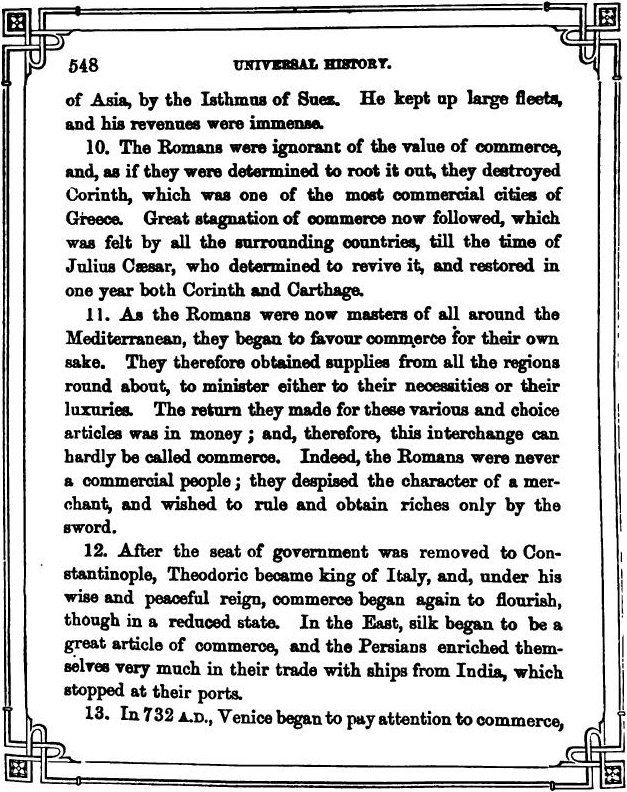 548 UNIVERSAL HISTORY.
of Asia, by the Isthmus of Suez. He kept up large fleets,
and his revenues were immense.
10. The Romans were ignorant of the value of commerce,
and, as if they were determined to root it out, they destroyed
Corinth, which was one of the most commercial cities of
Greece. Great stagnation of commerce now followed, which
was felt by all the surrounding countries, till the time of
Julius Cæsar, who determined to revive it, and restored in
one year both Corinth and Carthage.
11. As the Romans were now masters of all around the
Mediterranean, they began to favour commerce for their own
sake. They therefore obtained supplies from all the regions
round about, to minister either to their necessities or their
luxuries. The return they made for these various and choice
articles was in money ; and, therefore, this interchange can
hardly be called commerce. Indeed, the Romans were never
a commercial people ; they despised the character of a mer-
chant, and wished to rule and obtain riches only by the
sword.
12. After the seat of government was removed to Con-
stantinople, Theodoric became king of Italy, and, under his
wise and peaceful reign, commerce began again to flourish,
though in a reduced state. In the East, silk began to be a
great article of commerce, and the Persians enriched them-
selves very much in their trade with ships from India, which
stopped at their ports.
13. In 732 A.D., Venice began to pay attention to commerce,